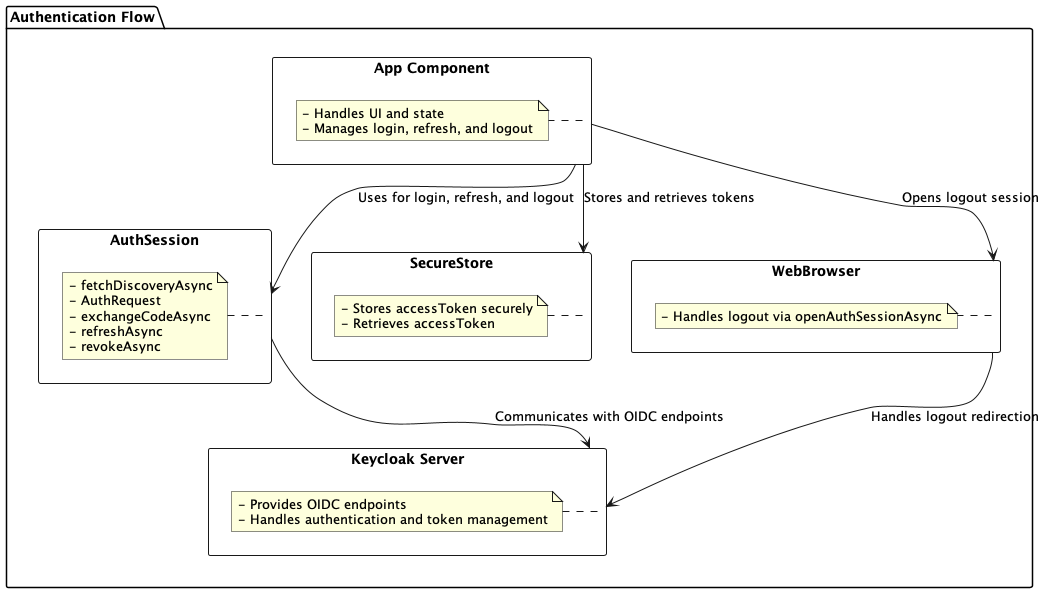 Authentication Flow
App Component
- Handles UI and state
- Manages login, refresh, and logout
Uses for login, refresh, and logout
Stores and retrieves tokens
Opens logout session
AuthSession
- fetchDiscoveryAsync
- AuthRequest
- exchangeCodeAsync
- refreshAsync
- revokeAsync
SecureStore
- Stores accessToken securely
- Retrieves accessToken
WebBrowser
- Handles logout via openAuthSessionAsync
Communicates with OIDC endpoints
Handles logout redirection
Keycloak Server
- Provides OIDC endpoints
- Handles authentication and token management